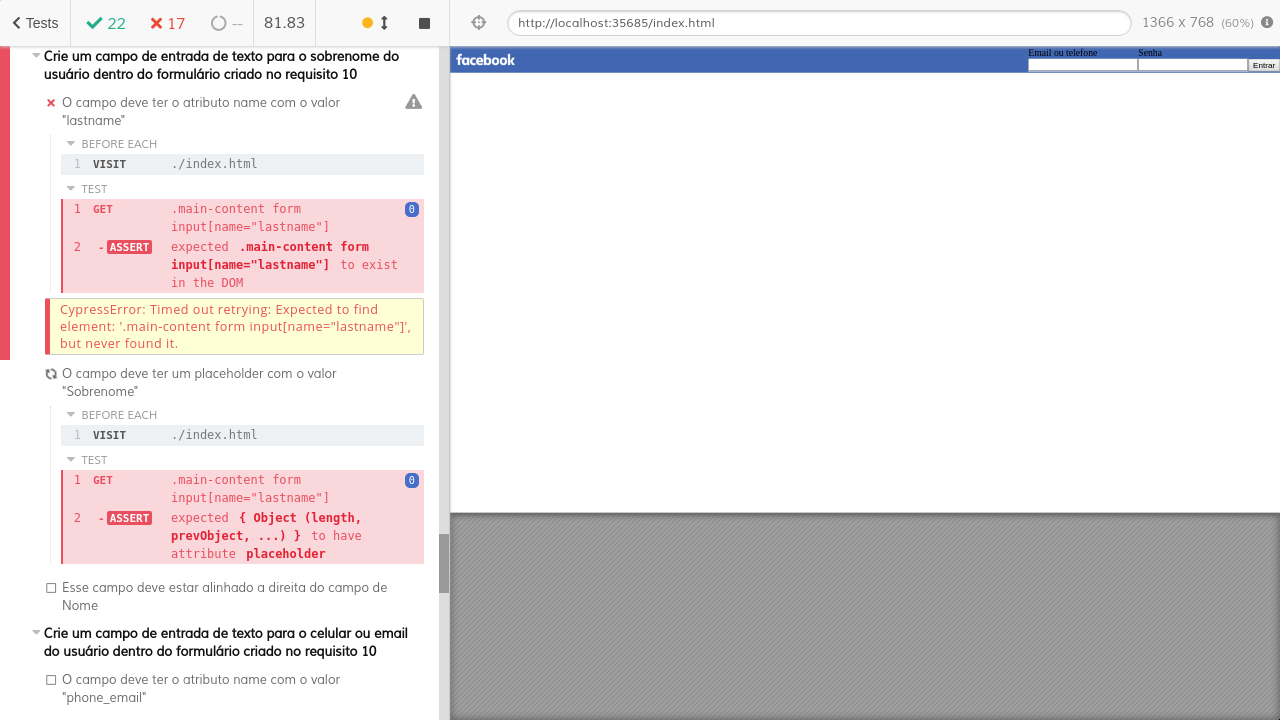 Tests 22 17 -- 81.83
http://localhost:35685/index.html 1366 x 768 (60%)
Crie um campo de entrada de texto para o sobrenome do
usuário dentro do formulário criado no requisito 10
O campo deve ter o atributo name com o valor
"lastname"
BEFORE EACH
1 VISIT ./index.html
TEST
1 GET .main-content form 0
input[name="lastname"]
2 -ASSERT expected .main-content form
input[name="lastname"] to exist
in the DOM
CypressError: Timed out retrying: Expected to find
element: '.main-content form input[name="lastname"]',
but never found it.
O campo deve ter um placeholder com o valor
"Sobrenome"
BEFORE EACH
1 VISIT ./index.html
TEST
1 GET .main-content form 0
input[name="lastname"]
2 -ASSERT expected { Object (length,
prevObject, ...) } to have
attribute placeholder
Esse campo deve estar alinhado a direita do campo de
Nome
Crie um campo de entrada de texto para o celular ou email
do usuário dentro do formulário criado no requisito 10
O campo deve ter o atributo name com o valor
"phone_email"
facebook
Email ou telefone Senha
Entrar